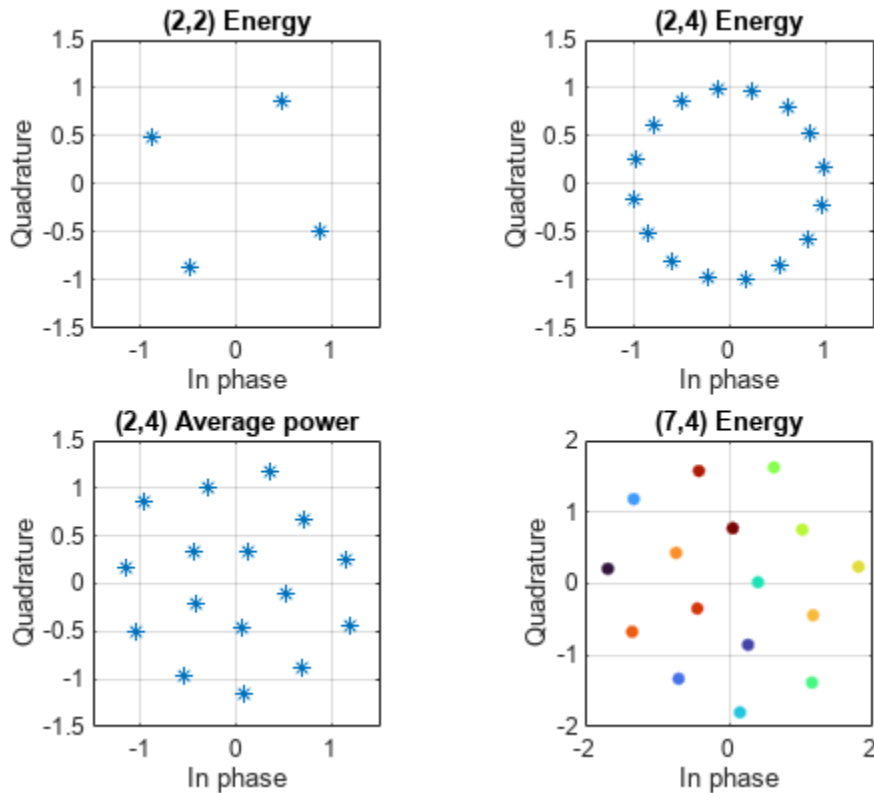 (2,2) Energy
1.5
1
0.5
0
-0.5
-1
-1.5
Quadrature
-1 0 1
In phase
(2,4) Energy
1.5
1
0.5
0
-0.5
-1
-1.5
Quadrature
-1 0 1
In phase
(2,4) Average power
1.5
1
0.5
0
-0.5
-1
-1.5
Quadrature
-1 0 1
In phase
(7,4) Energy
2
1
0
-1
-2
Quadrature
-2 0 2
In phase